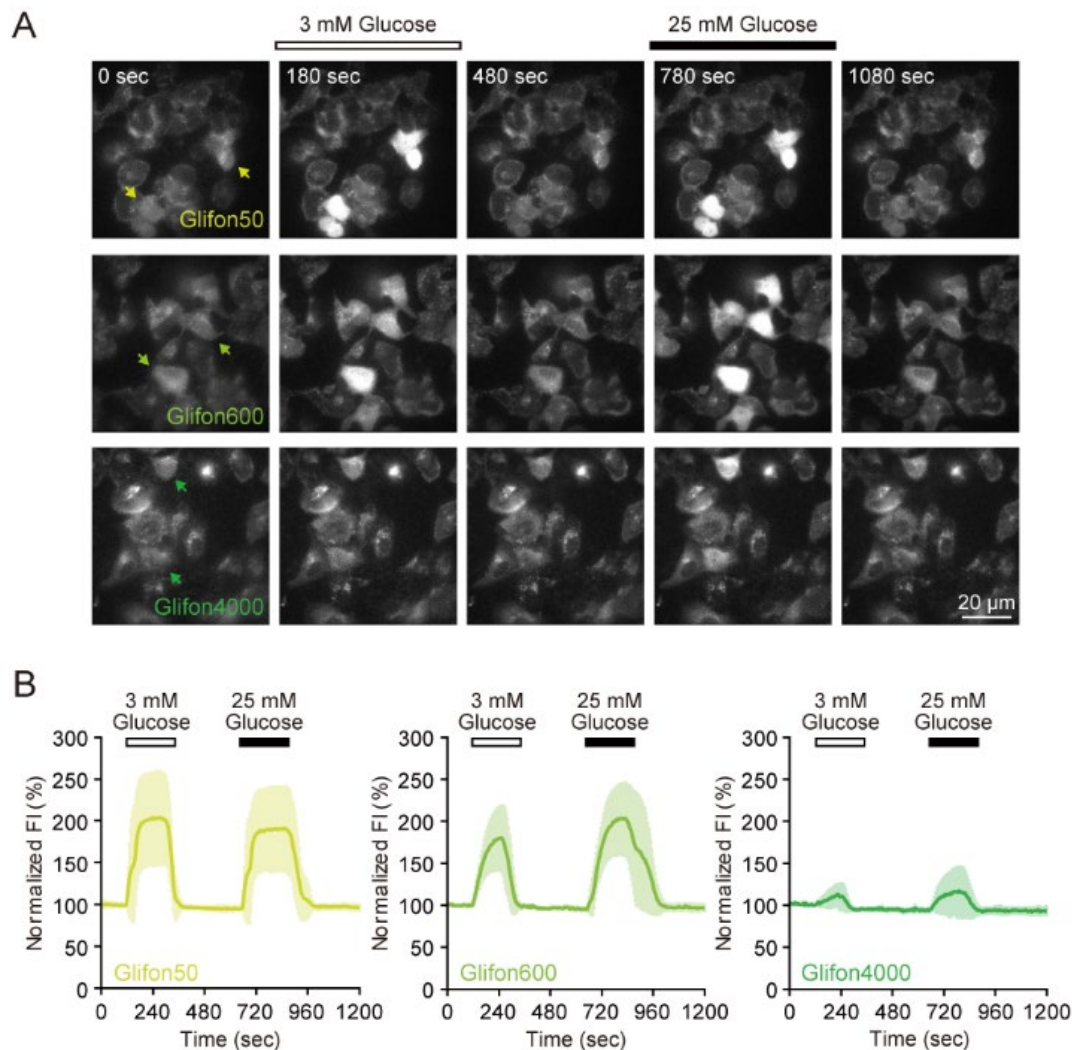 A
3 mM Glucose
25 mM Glucose
0 sec
180 sec
480 sec
780 sec
1080 sec
Glifon50
Glifon600
Glifon4000
20 µm
B
3 mM
Glucose
25 mM
Glucose
Normalized FI (%)
300
250
200
150
100
50
0
Glifon50
0 240 480 720 960 1200
Time (sec)
3 mM
Glucose
25 mM
Glucose
Normalized FI (%)
300
250
200
150
100
50
0
Glifon600
0 240 480 720 960 1200
Time (sec)
3 mM
Glucose
25 mM
Glucose
Normalized FI (%)
300
250
200
150
100
50
0
Glifon4000
0 240 480 720 960 1200
Time (sec)